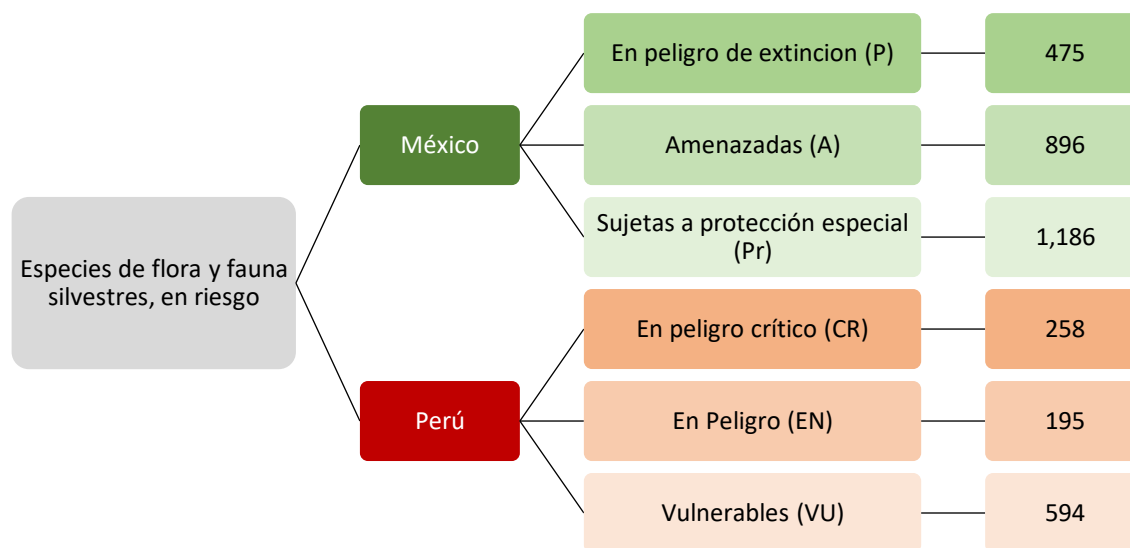 Especies de flora y fauna
silvestres, en riesgo
México
En peligro de extincion (P)
475
Amenazadas (A)
896
Sujetas a protección especial
(Pr)
1,186
Perú
En peligro crítico (CR)
258
En Peligro (EN)
195
Vulnerables (VU)
594